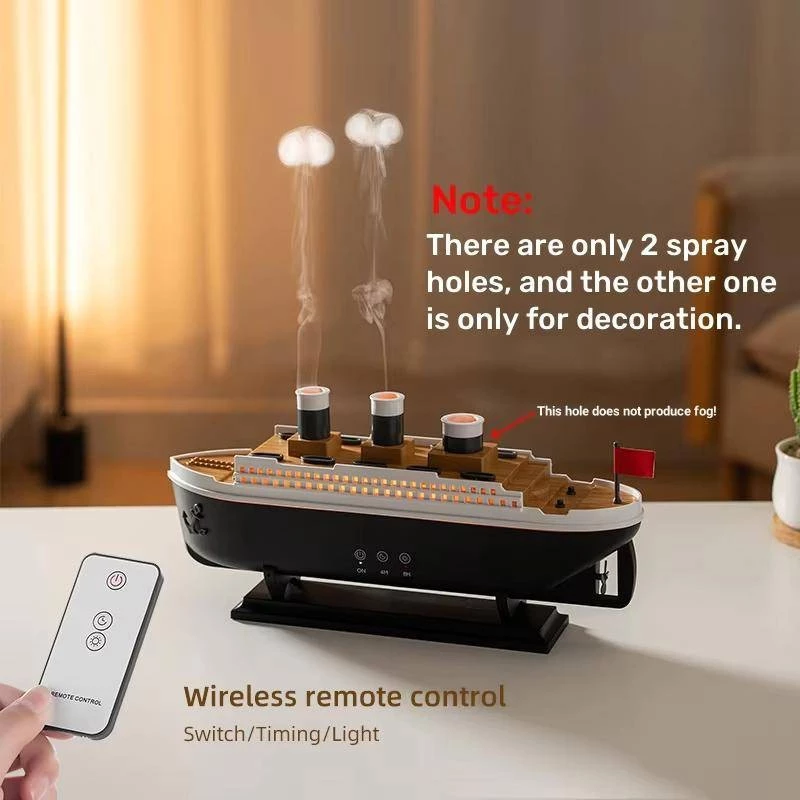 Note:
There are only 2 spray
holes, and the other one
is only for decoration.
This hole does not produce fog!
ON 4H 8H
REMOTE CONTROL
Wireless remote control
Switch/Timing/Light